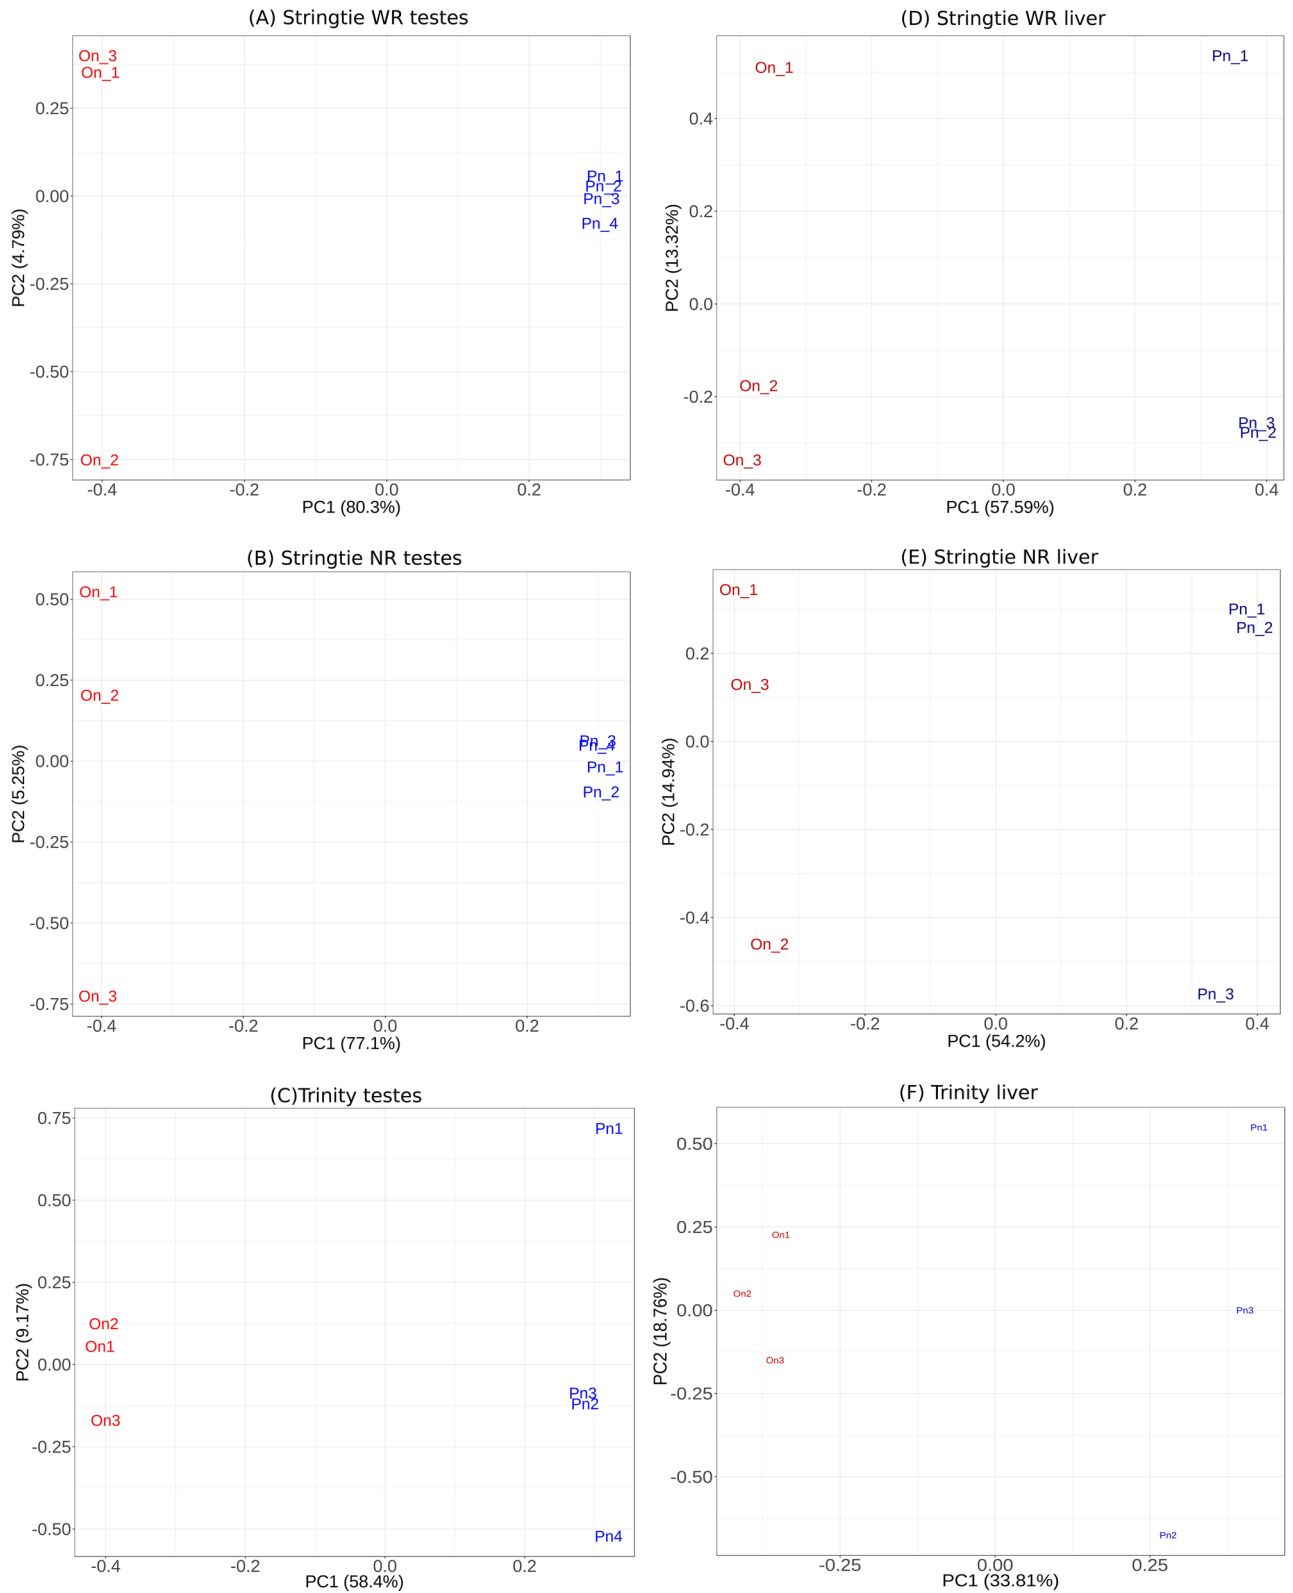 (A) Stringtie WR testes
On_3
On_1
0.25
Pn_1
0.00
Pn_2
Pn_3
Pn_4
PC2 (4.79%)
-0.25
-0.50
-0.75
On_2
-0.4 -0.2 0.0 0.2
PC1 (80.3%)
(D) Stringtie WR liver
Pn_1
On_1
0.4
0.2
PC2 (13.32%)
0.0
On_2
-0.2
Pn_3
Pn_2
On_3
-0.4 -0.2 0.0 0.2 0.4
PC1 (57.59%)
(B) Stringtie NR testes
On_1
0.50
0.25
On_2
Pn_3
Pn_4
0.00
Pn_1
Pn_2
PC2 (5.25%)
-0.25
-0.50
On_3
-0.75
-0.4 -0.2 0.0 0.2
PC1 (77.1%)
(E) Stringtie NR liver
On_1
Pn_1
Pn_2
0.2
On_3
0.0
PC2 (14.94%)
-0.2
-0.4
On_2
Pn_3
-0.6
-0.4 -0.2 0.0 0.2 0.4
PC1 (54.2%)
(C)Trinity testes
0.75
Pn1
0.50
0.25
On2
On1
0.00
PC2 (9.17%)
Pn3
Pn2
On3
-0.25
-0.50
Pn4
-0.4 -0.2 0.0 0.2
PC1 (58.4%)
(F) Trinity liver
Pn1
0.50
0.25
On1
On2
0.00
Pn3
PC2 (18.76%)
On3
-0.25
-0.50
Pn2
-0.25 0.00 0.25
PC1 (33.81%)